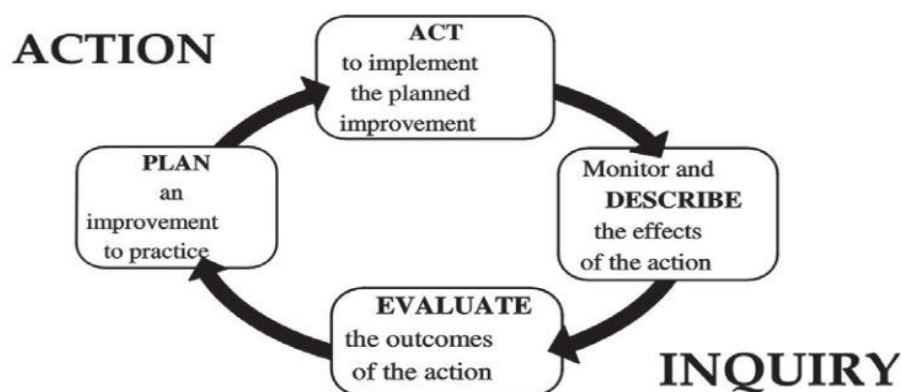 ACTION
ACT
to implement
the planned
improvement
PLAN
an
improvement
to practice
Monitor and
DESCRIBE
the effects
of the action
EVALUATE
the outcomes
of the action
INQUIRY